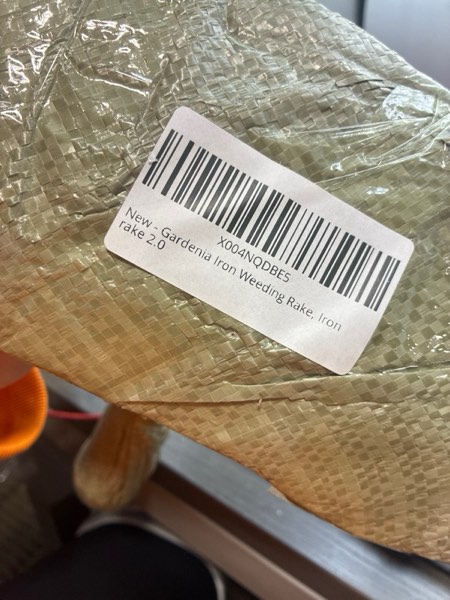 X004NQDBE5
New - Gardenia Iron Weeding Rake, Iron
rake 2.0